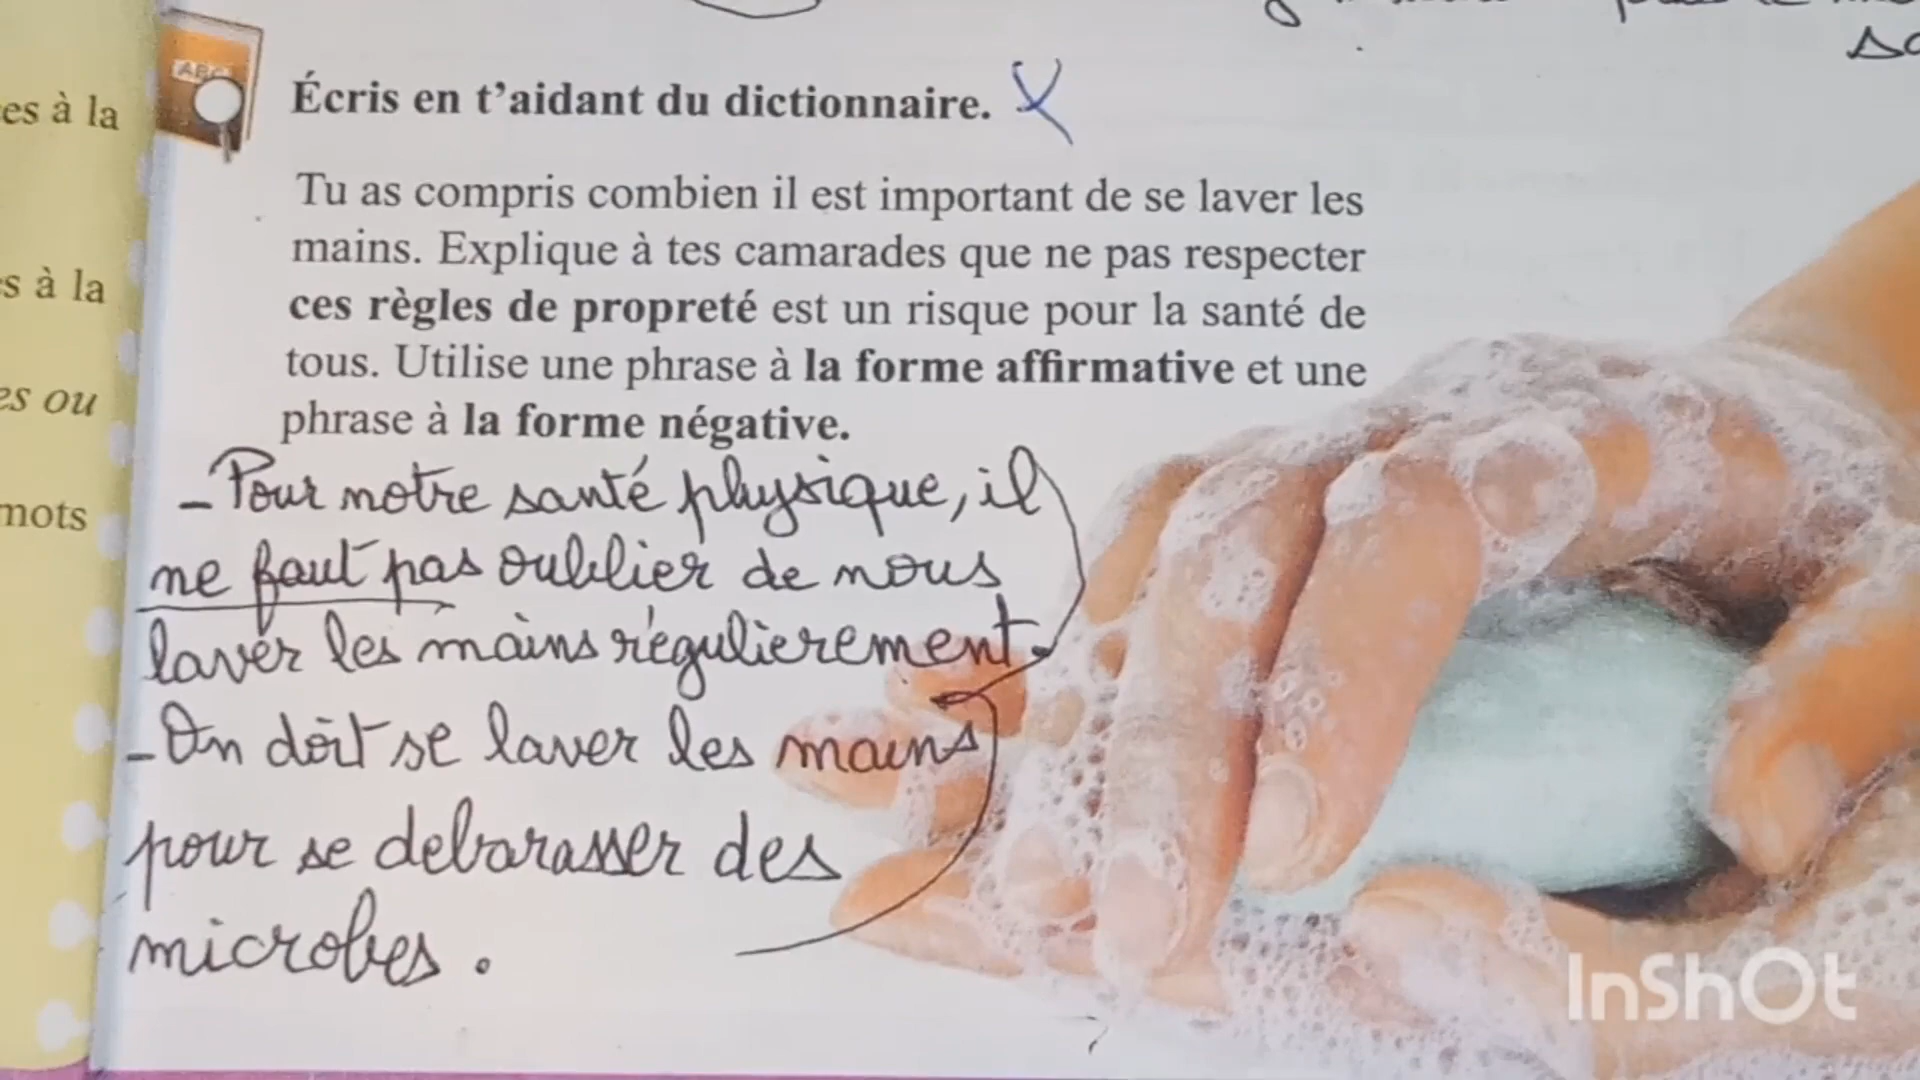 es à la
s à la
es ou
mots
ABC
Écris en t'aidant du dictionnaire.
Tu as compris combien il est important de se laver les
mains. Explique à tes camarades que ne pas respecter
ces règles de propreté est un risque pour la santé de
tous. Utilise une phrase à la forme affirmative et une
phrase à la forme négative.
- Pour notre santé physique, il
ne faut pas oublier de nous
laver les mains régulierement.
- On doit se laver les mains
pour se debarasser des
microbes.
InShOt